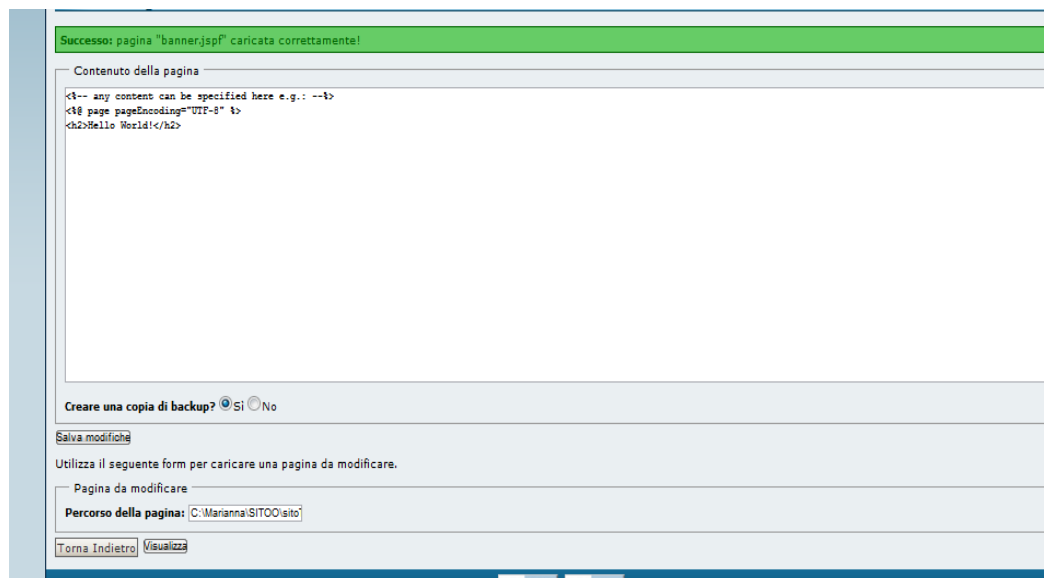 Successo: pagina "banner.jspf" caricata correttamente!
Contenuto della pagina
<%-- any content can be specified here e.g.: --%>
<%@ page pageEncoding="UTF-8" %>
<h2>Hello World!</h2>
Creare una copia di backup? Sì No
Salva modifiche
Utilizza il seguente form per caricare una pagina da modificare.
Pagina da modificare
Percorso della pagina: C:\Marianna\SITOO\sito
Torna Indietro Visualizza